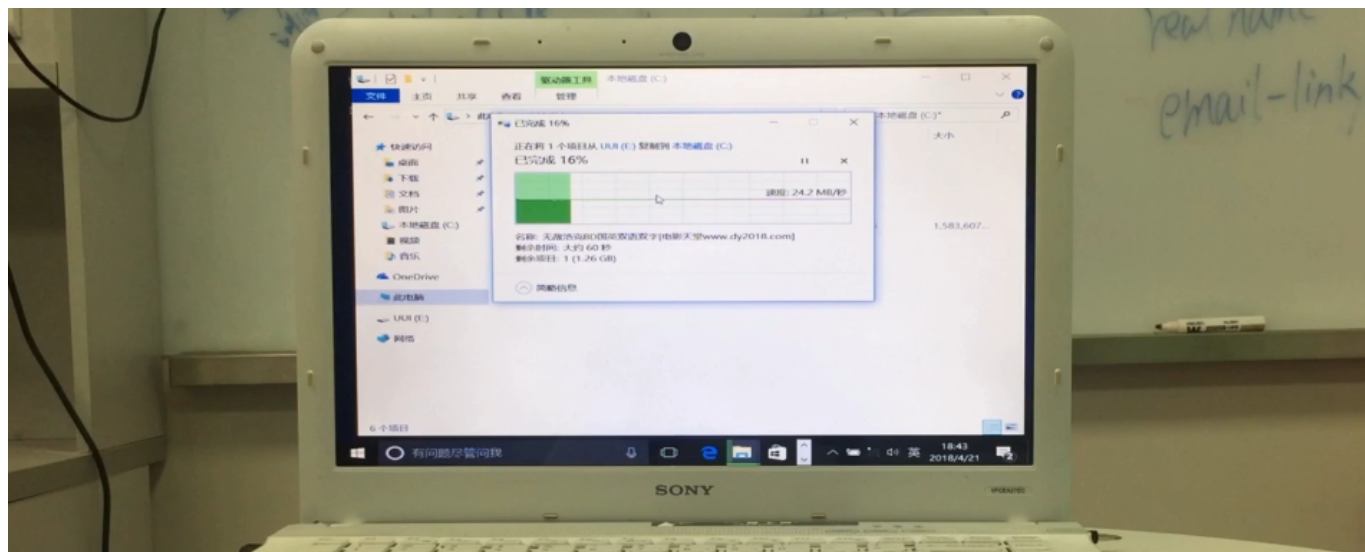 real name
email-link
驱动器工具 本地磁盘 (C:)
文件 主页 共享 查看 管理
本地磁盘 (C:)
已完成 16%
正在将 1 个项目从 UUI (E:) 复制到 本地磁盘 (C:)
已完成 16%
速度: 24.2 MB/秒
名称: 无敌浩克BD国英双语双字[电影天堂www.dy2018.com]
剩余时间: 大约 60 秒
剩余项目: 1 (1.26 GB)
简略信息
大小
1,583,607...
快速访问
桌面
下载
文档
图片
本地磁盘 (C:)
视频
音乐
OneDrive
此电脑
UUI (E:)
网络
6 个项目
有问题尽管问我
英
18:43
2018/4/21
2
SONY